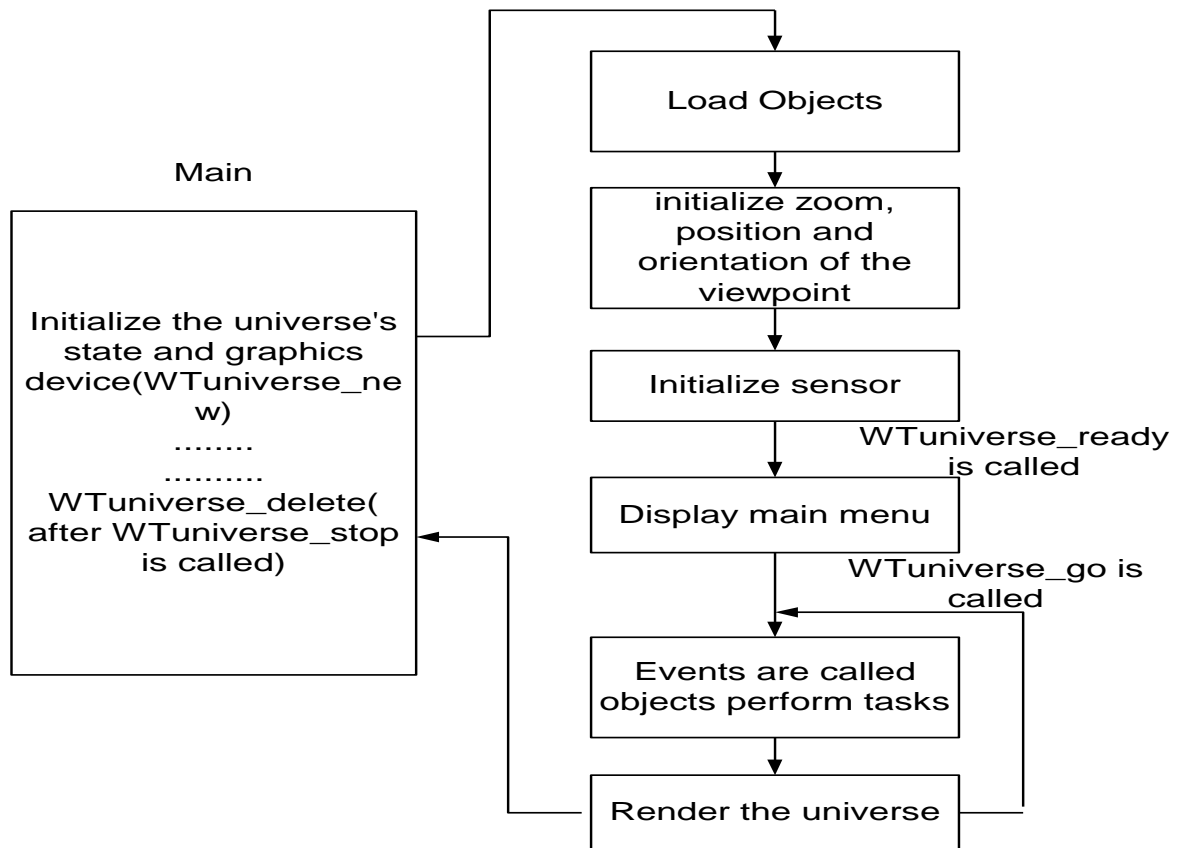 Main
Initialize the universe's
state and graphics
device(WTuniverse_ne
w)
........
..........
WTuniverse_delete(
after WTuniverse_stop
is called)
Load Objects
initialize zoom,
position and
orientation of the
viewpoint
Initialize sensor
WTuniverse_ready
is called
Display main menu
WTuniverse_go is
called
Events are called
objects perform tasks
Render the universe